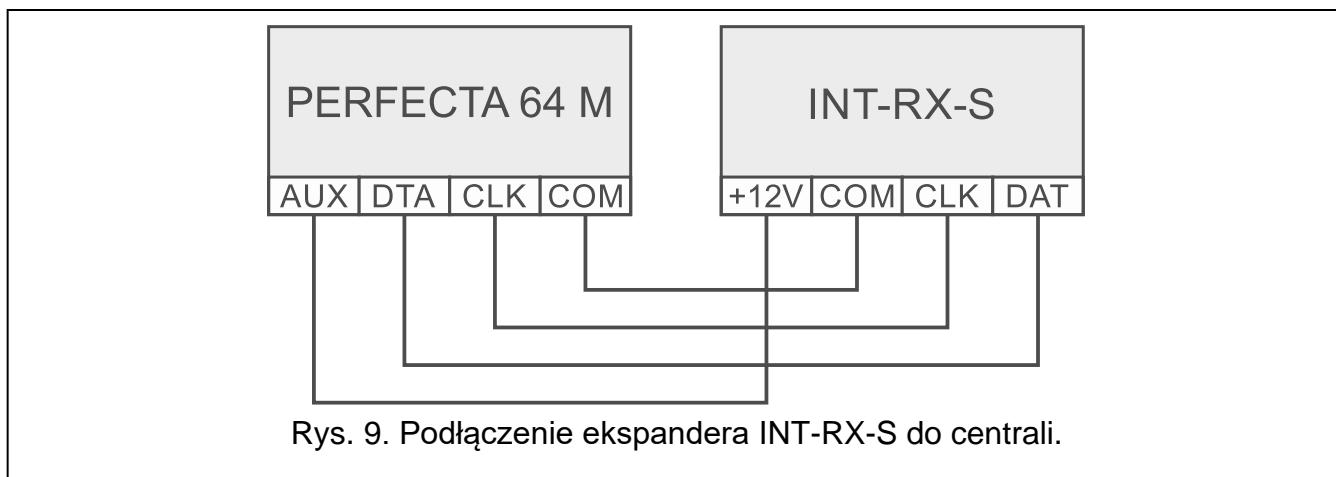 PERFECTA 64 M
AUX DTA CLK COM
INT-RX-S
+12V COM CLK DAT
Rys. 9. Podłączenie ekspandera INT-RX-S do centrali.